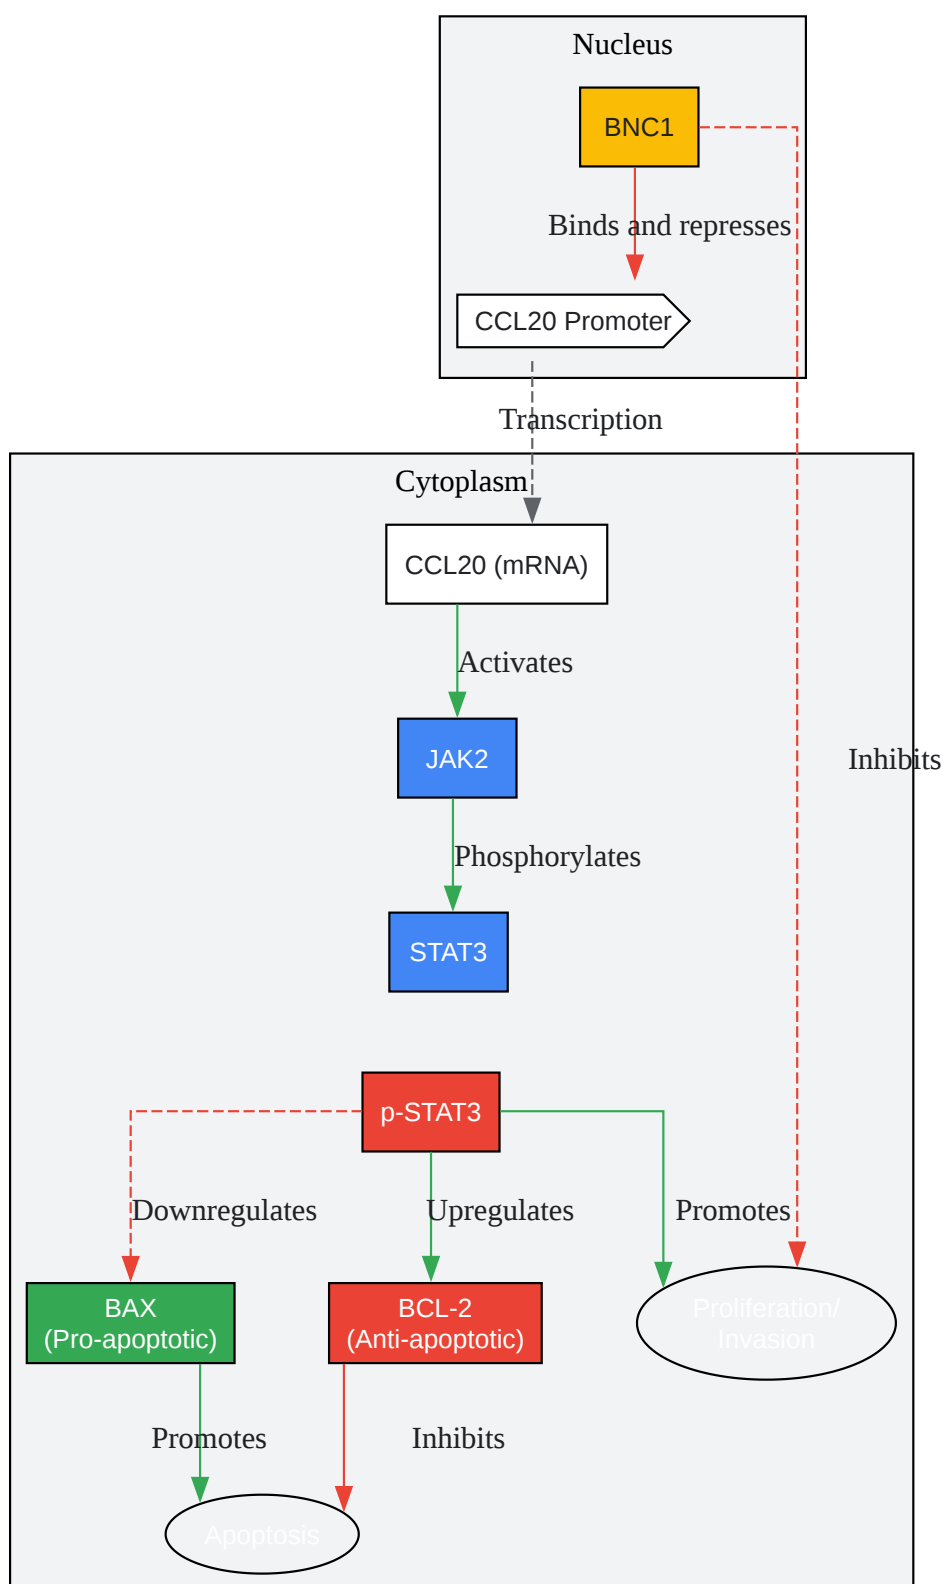 Nucleus
BNC1
Binds and represses
CCL20 Promoter
Transcription
Cytoplasm
CCL20 (mRNA)
Activates
JAK2
Inhibits
Phosphorylates
STAT3
p-STAT3
Downregulates
Upregulates
Promotes
BAX
(Pro-apoptotic)
BCL-2
(Anti-apoptotic)
Proliferation/
Invasion
Promotes
Inhibits
Apoptosis